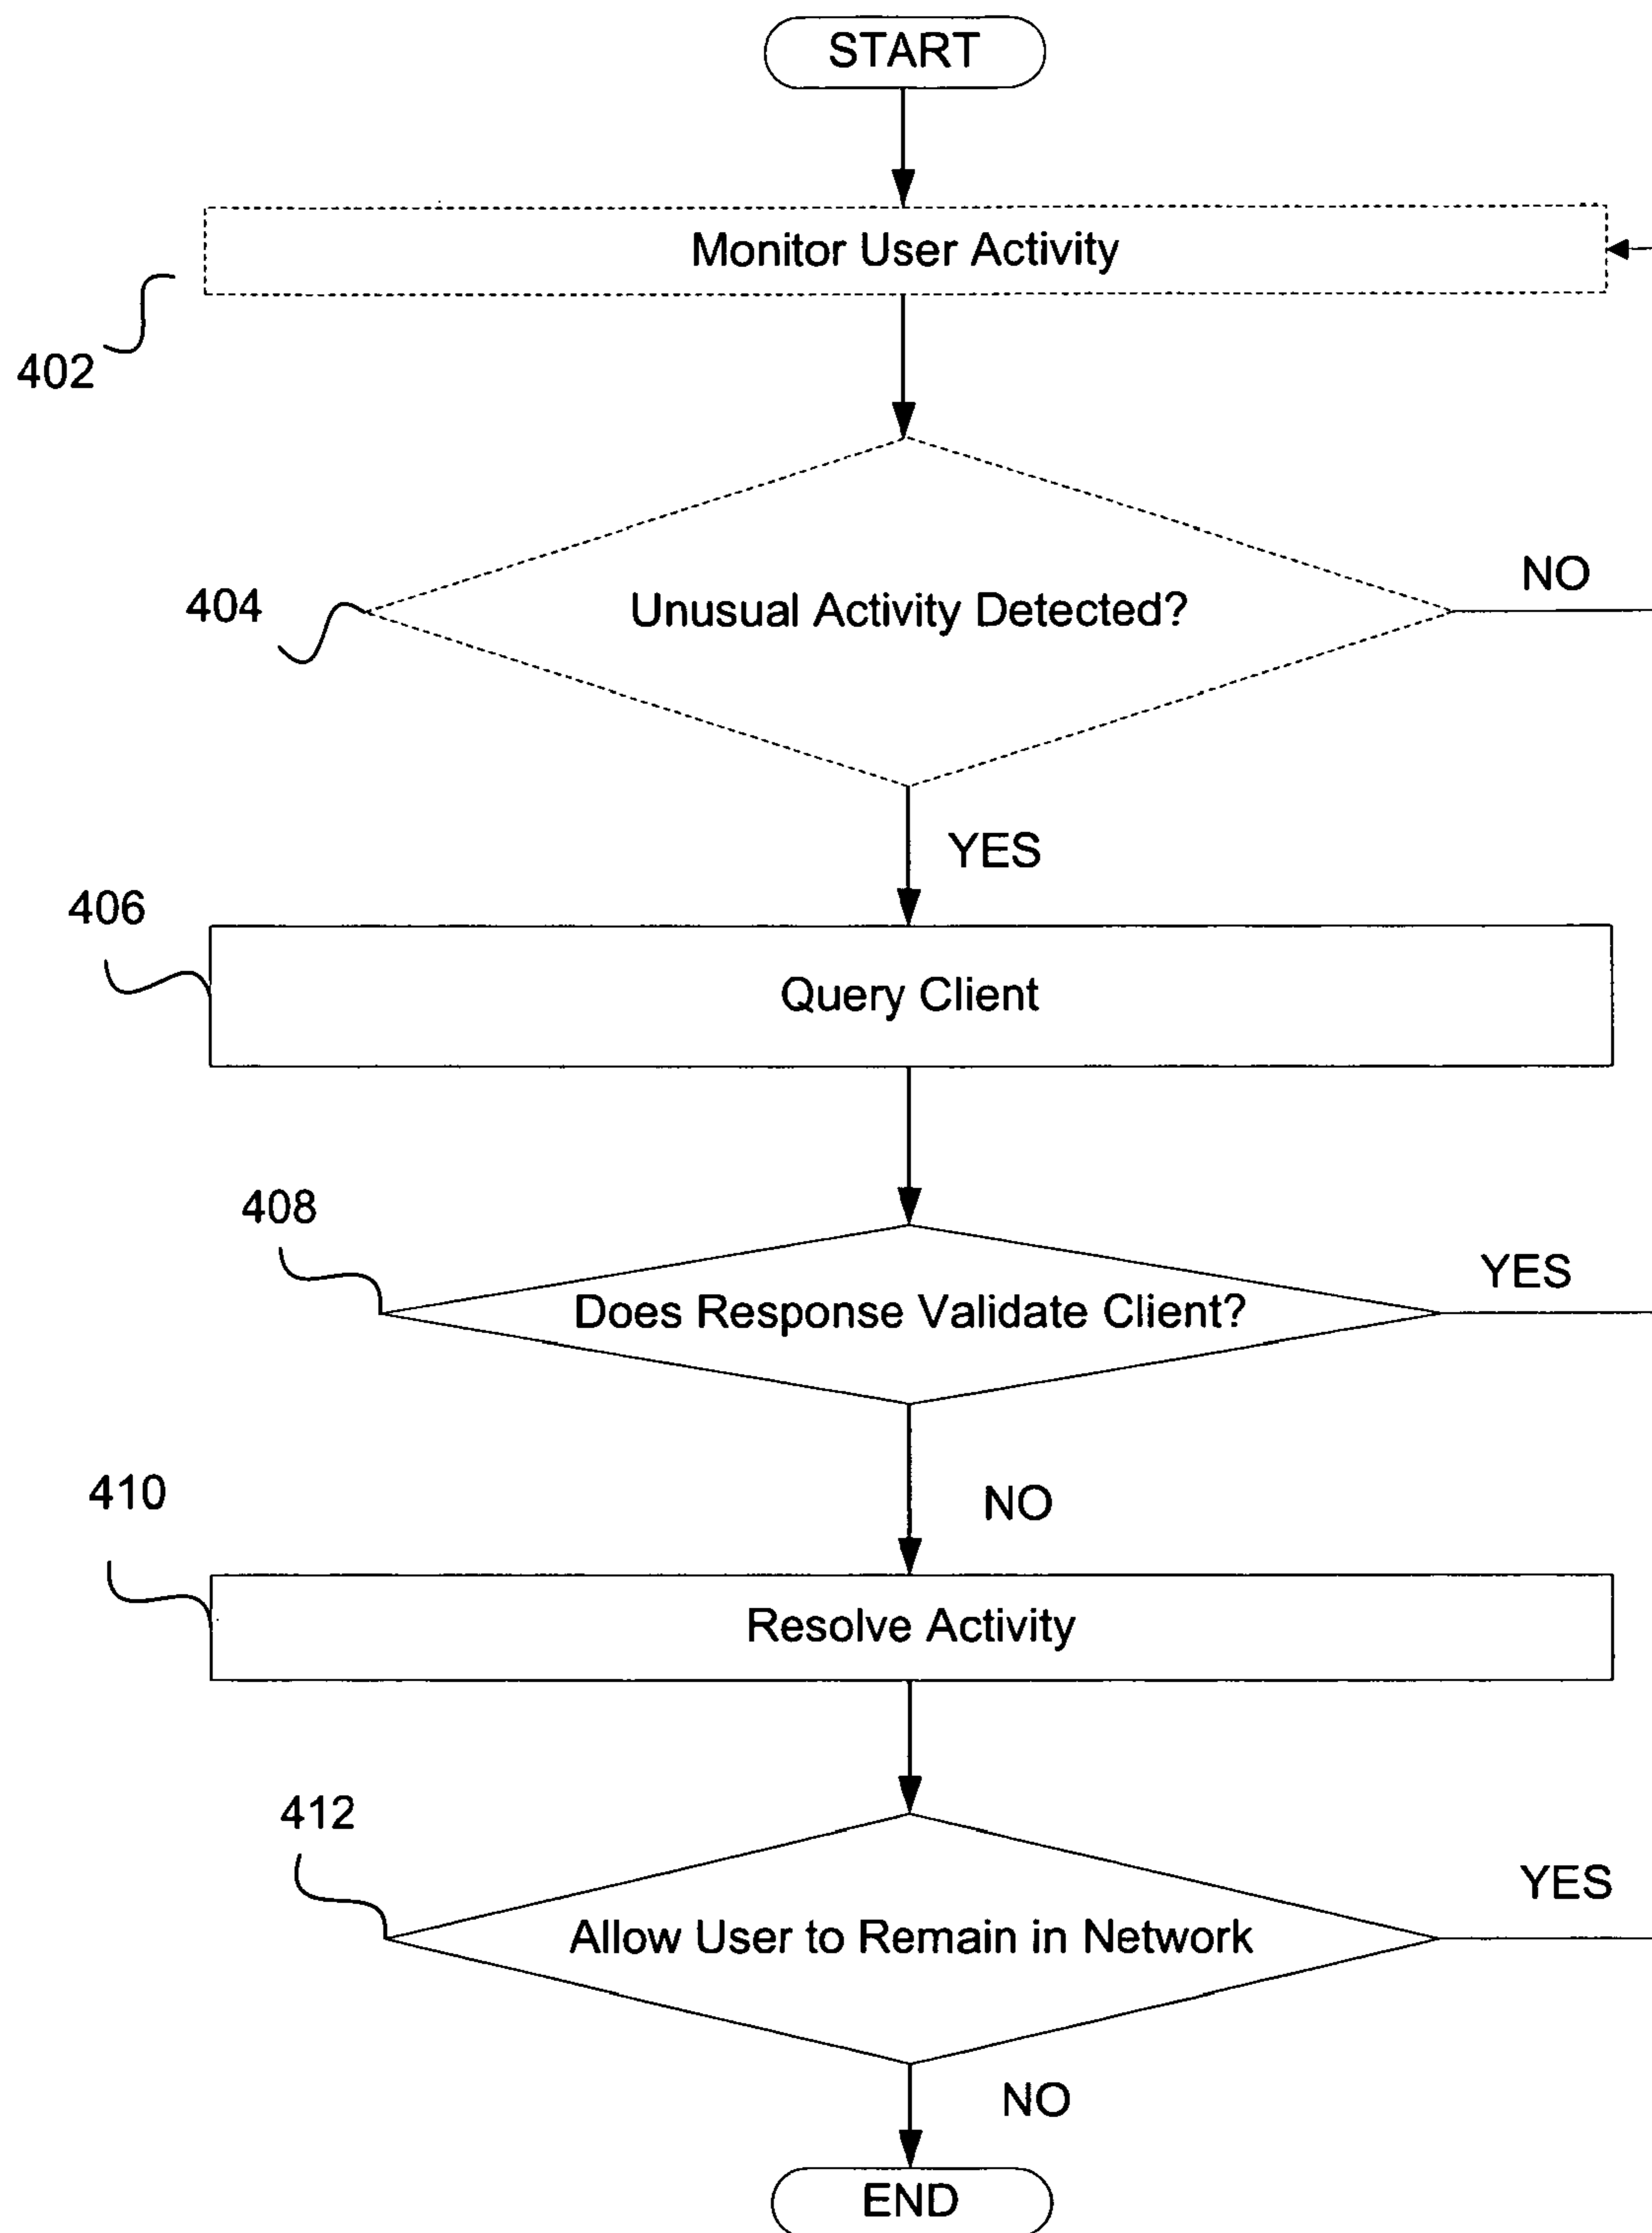 START
Monitor User Activity
402
404
Unusual Activity Detected?
NO
YES
406
Query Client
408
Does Response Validate Client?
YES
NO
410
Resolve Activity
412
Allow User to Remain in Network
YES
NO
END